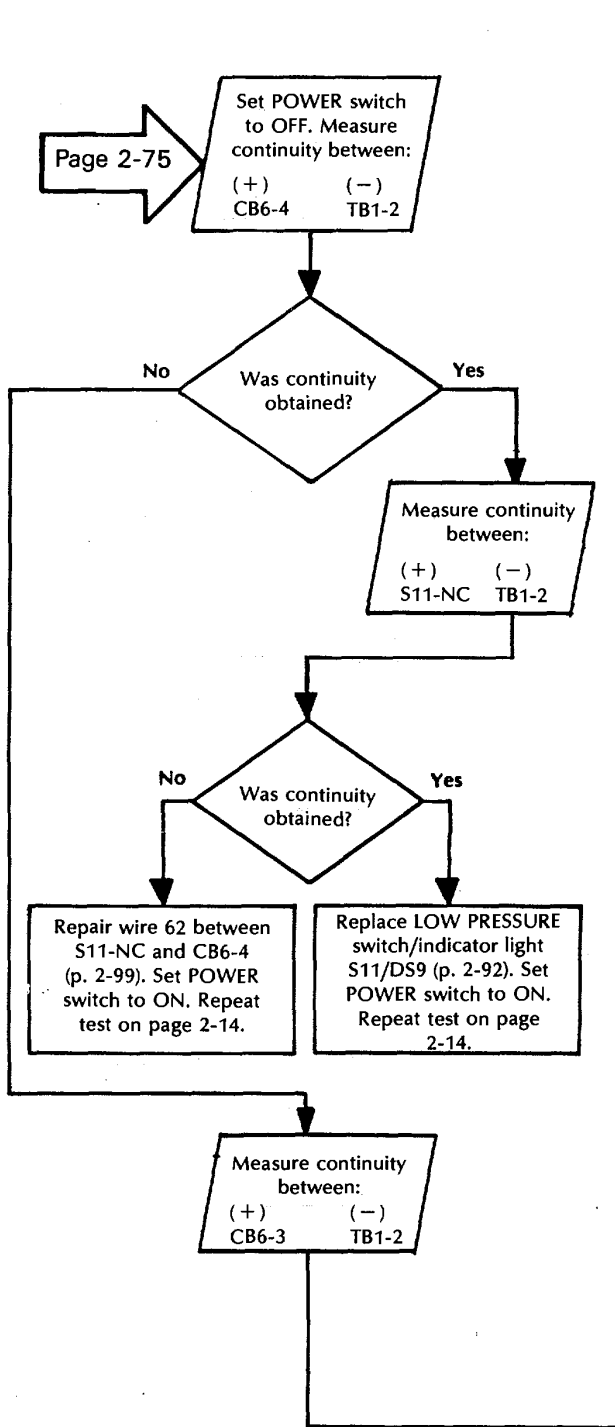 Page 2-75
Set POWER switch
to OFF. Measure
continuity between:
(+) (−)
CB6-4 TB1-2
Was continuity
obtained?
No
Yes
Measure continuity
between:
(+) (−)
S11-NC TB1-2
Was continuity
obtained?
No
Yes
Repair wire 62 between
S11-NC and CB6-4
(p. 2-99). Set POWER
switch to ON. Repeat
test on page 2-14.
Replace LOW PRESSURE
switch/indicator light
S11/DS9 (p. 2-92). Set
POWER switch to ON.
Repeat test on page
2-14.
Measure continuity
between:
(+) (−)
CB6-3 TB1-2